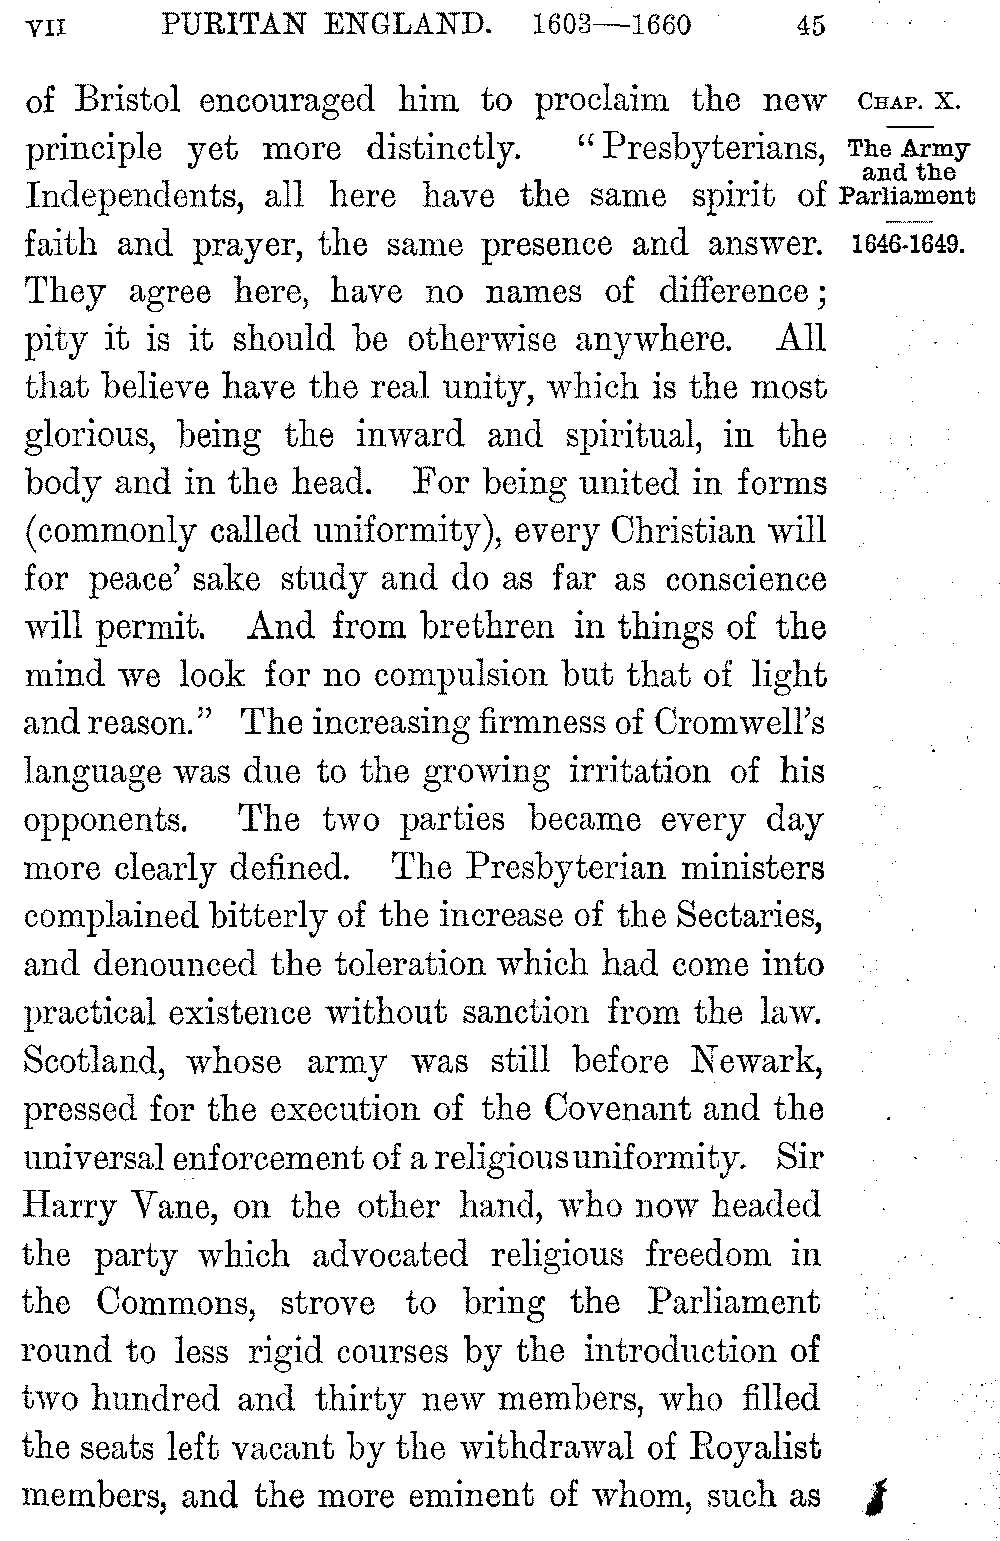 VII PURITAN ENGLAND. 1603—1660 45
of Bristol encouraged him to proclaim the new
principle yet more distinctly. “Presbyterians,
Independents, all here have the same spirit of
faith and prayer, the same presence and answer.
They agree here, have no names of difference;
pity it is it should be otherwise anywhere. All
that believe have the real unity, which is the most
glorious, being the inward and spiritual, in the
body and in the head. For being united in forms
(commonly called uniformity), every Christian will
for peace’ sake study and do as far as conscience
will permit. And from brethren in things of the
mind we look for no compulsion but that of light
and reason.” The increasing firmness of Cromwell’s
language was due to the growing irritation of his
opponents. The two parties became every day
more clearly defined. The Presbyterian ministers
complained bitterly of the increase of the Sectaries,
and denounced the toleration which had come into
practical existence without sanction from the law.
Scotland, whose army was still before Newark,
pressed for the execution of the Covenant and the
universal enforcement of a religious uniformity. Sir
Harry Vane, on the other hand, who now headed
the party which advocated religious freedom in
the Commons, strove to bring the Parliament
round to less rigid courses by the introduction of
two hundred and thirty new members, who filled
the seats left vacant by the withdrawal of Royalist
members, and the more eminent of whom, such as
CHAP. X.
The Army
and the
Parliament
1646-1649.